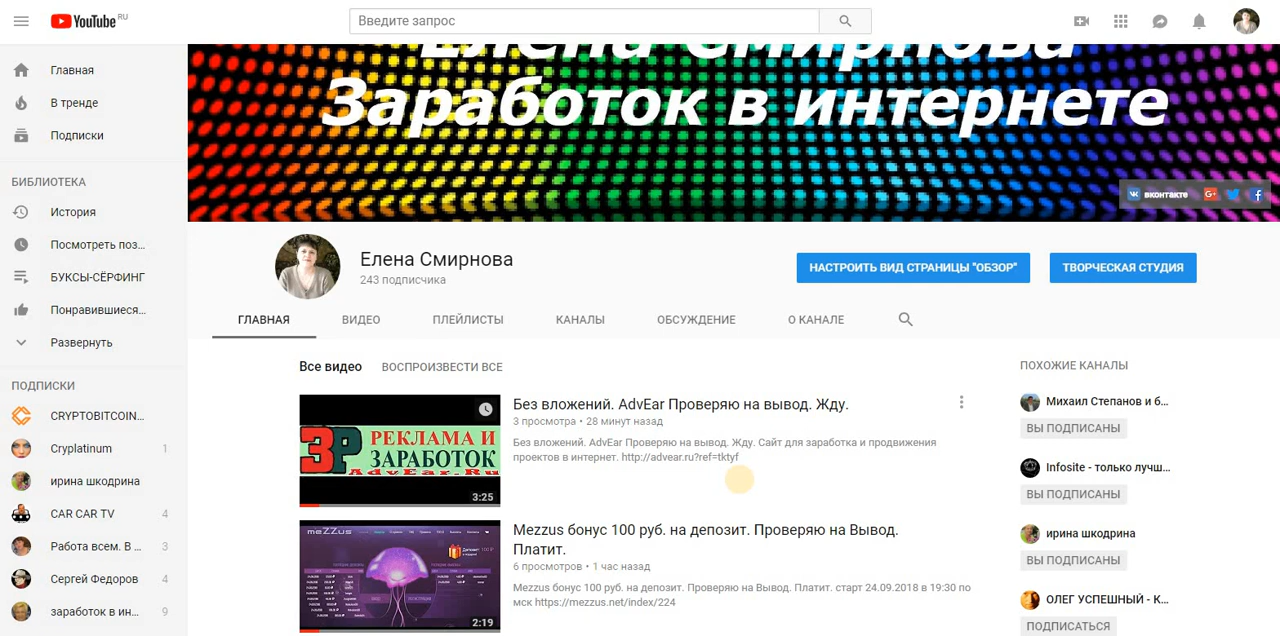 YouTube RU
Введите запрос
Главная
В тренде
Подписки
БИБЛИОТЕКА
История
Посмотреть поз...
БУКСЫ-СЁРФИНГ
Понравившиеся...
Развернуть
ПОДПИСКИ
CRYPTOBITCOIN...
Cryplatinum 1
ирина шкодрина
CAR CAR TV 4
Работа всем. В ... 3
Сергей Федоров 4
заработок в ин... 9
Елена Смирнова
Заработок в интернете
вконтакте
Елена Смирнова
243 подписчика
НАСТРОИТЬ ВИД СТРАНИЦЫ "ОБЗОР"
ТВОРЧЕСКАЯ СТУДИЯ
ГЛАВНАЯ ВИДЕО ПЛЕЙЛИСТЫ КАНАЛЫ ОБСУЖДЕНИЕ О КАНАЛЕ
Все видео ВОСПРОИЗВЕСТИ ВСЕ
ЗР РЕКЛАМА И
ЗАРАБОТОК
AdvEar.Ru
3:25
Без вложений. AdvEar Проверяю на вывод. Жду.
3 просмотра • 28 минут назад
Без вложений. AdvEar Проверяю на вывод. Жду. Сайт для заработка и продвижения
проектов в интернет. http://advear.ru?ref=tktyf
meZZus
2:19
Mezzus бонус 100 руб. на депозит. Проверяю на Вывод.
Платит.
6 просмотров • 1 час назад
Mezzus бонус 100 руб. на депозит. Проверяю на Вывод. Платит. старт 24.09.2018 в 19:30 по
мск https://mezzus.net/index/224
ПОХОЖИЕ КАНАЛЫ
Михаил Степанов и б...
ВЫ ПОДПИСАНЫ
Infosite - только лучш...
ВЫ ПОДПИСАНЫ
ирина шкодрина
ВЫ ПОДПИСАНЫ
ОЛЕГ УСПЕШНЫЙ - К...
ПОДПИСАТЬСЯ